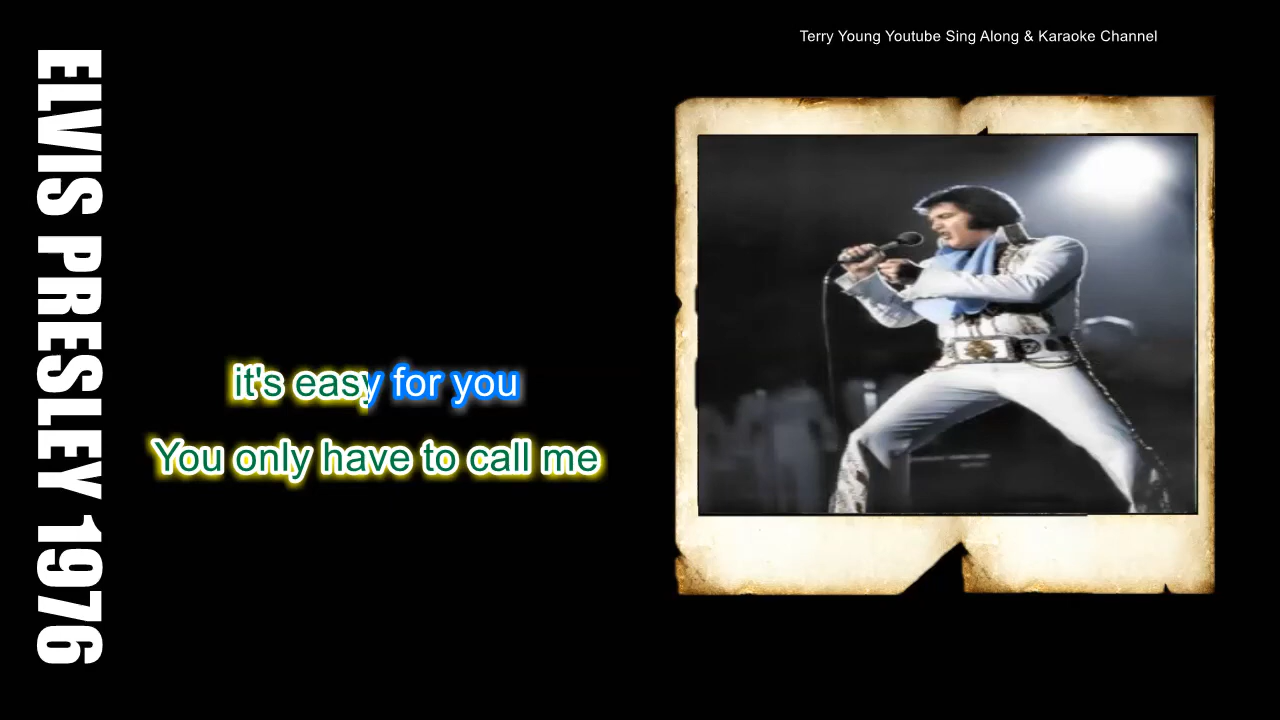 Terry Young Youtube Sing Along & Karaoke Channel
ELVIS PRESLEY 1976
it's easy for you
You only have to call me